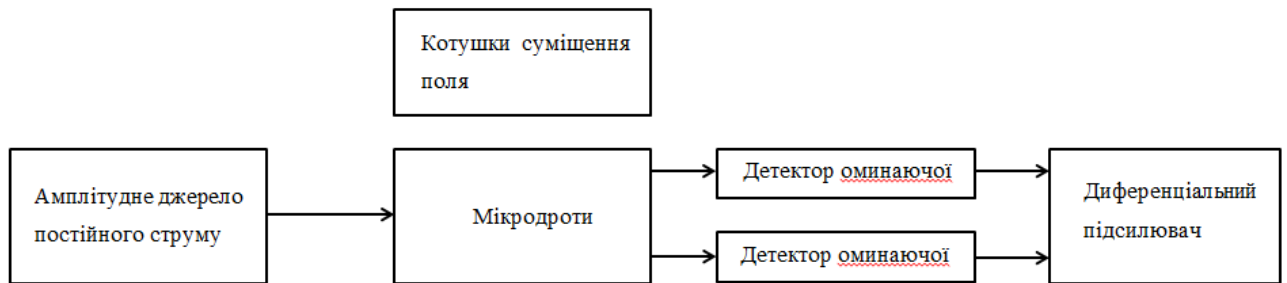 Котушки суміщення
поля
Амплітудне джерело
постійного струму
Мікродроти
Детектор оминаючої
Детектор оминаючої
Диференціальний
підсилювач